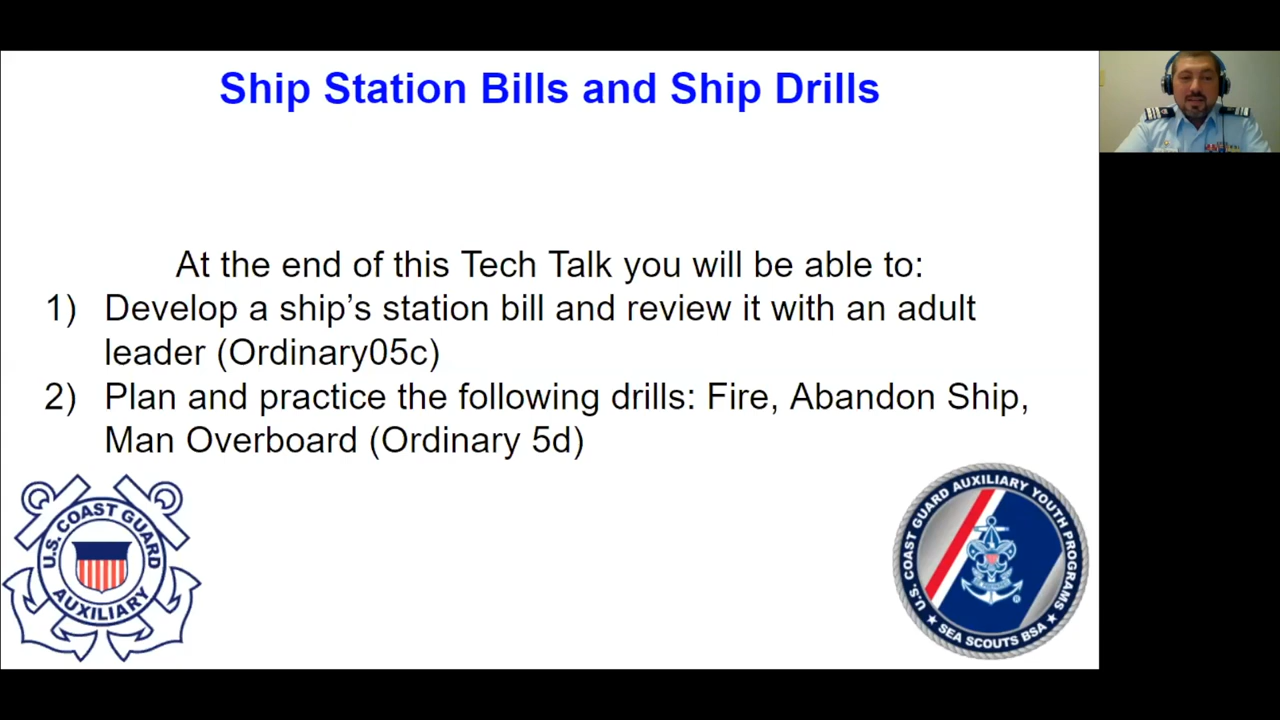 Ship Station Bills and Ship Drills
At the end of this Tech Talk you will be able to:
1) Develop a ship’s station bill and review it with an adult
leader (Ordinary05c)
2) Plan and practice the following drills: Fire, Abandon Ship,
Man Overboard (Ordinary 5d)
U.S. COAST GUARD
AUXILIARY
U.S. COAST GUARD AUXILIARY YOUTH PROGRAMS
★ SEA SCOUTS BSA ★
®